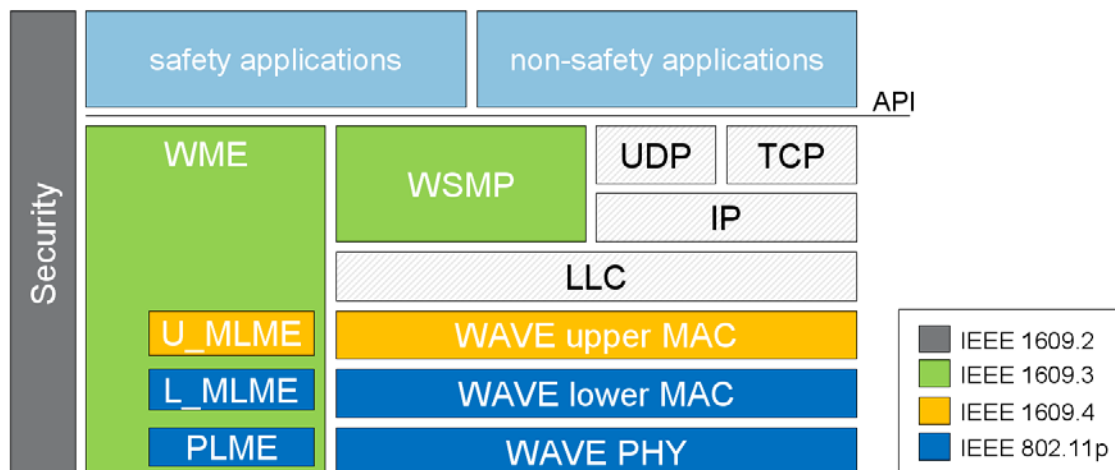 Security
safety applications
non-safety applications
API
WME
WSMP
UDP
TCP
IP
LLC
U_MLME
WAVE upper MAC
L_MLME
WAVE lower MAC
PLME
WAVE PHY
IEEE 1609.2
IEEE 1609.3
IEEE 1609.4
IEEE 802.11p